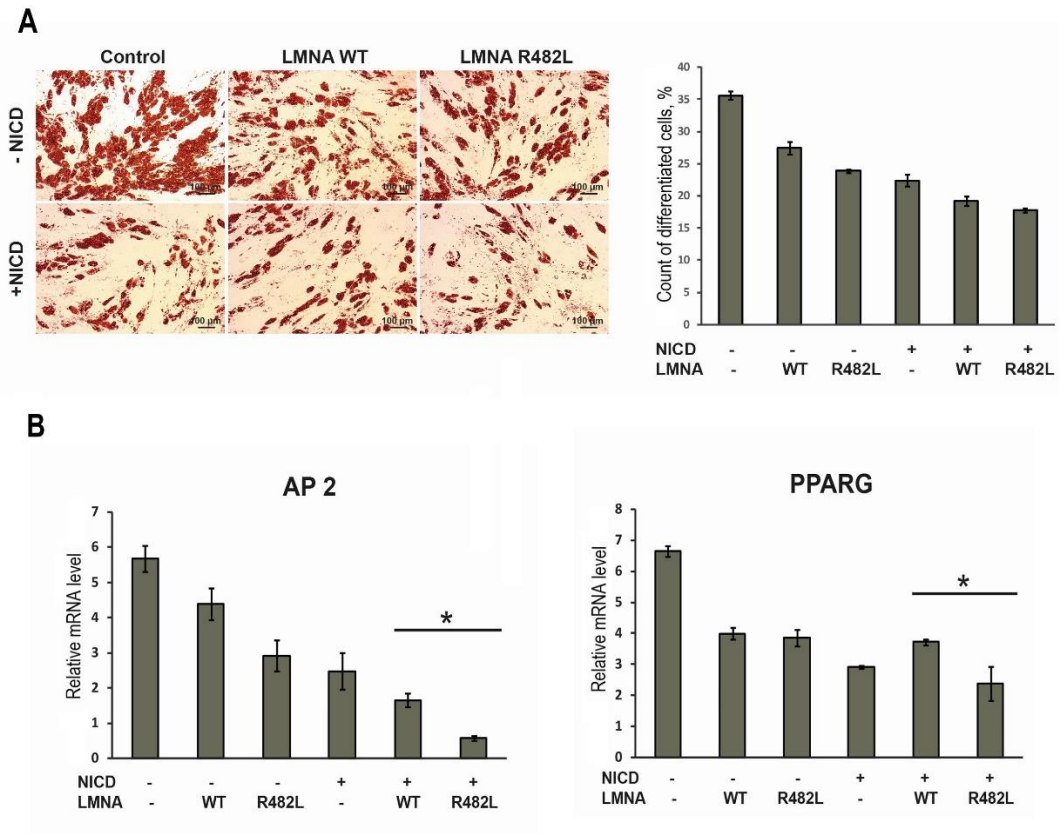 A
Control LMNA WT LMNA R482L
- NICD
100 μm 100 μm 100 μm
+NICD
100 μm 100 μm 100 μm
Count of differentiated cells, %
40
35
30
25
20
15
10
5
0
NICD - - - + + +
LMNA - WT R482L - WT R482L
B
AP 2
Relative mRNA level
7
6
5
4
3
2
1
0
*
NICD - - - + + +
LMNA - WT R482L - WT R482L
PPARG
Relative mRNA level
8
7
6
5
4
3
2
1
0
*
NICD - - - + + +
LMNA - WT R482L - WT R482L